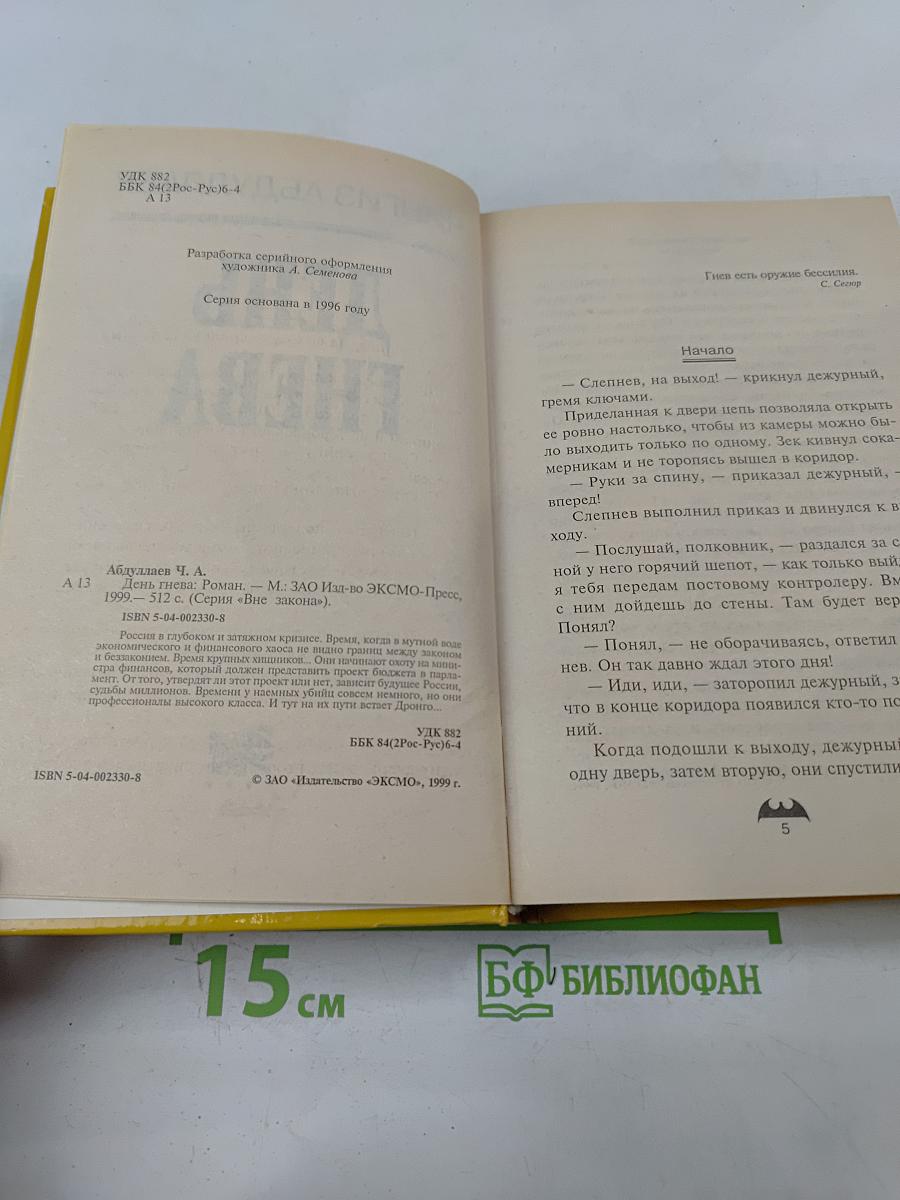 УДК 882
ББК 84(2Рос-Рус)6-4
А 13
Разработка серийного оформления
художника А. Семенова
Серия основана в 1996 году
ДЕНЬ
ГНЕВА
Абдуллаев Ч. А.
А 13 День гнева: Роман. — М.: ЗАО Изд-во ЭКСМО-Пресс,
1999.— 512 с. (Серия «Вне закона»).
ISBN 5-04-002330-8
Россия в глубоком и затяжном кризисе. Время, когда в мутной воде
экономического и финансового хаоса не видно границ между законом
и беззаконием. Время крупных хищников... Они начинают охоту на мини-
стра финансов, который должен представить проект бюджета в парла-
мент. От того, утвердят ли этот проект или нет, зависит будущее России,
судьбы миллионов. Времени у наемных убийц совсем немного, но они
профессионалы высокого класса. И тут на их пути встает Дронго...
УДК 882
ББК 84(2Рос-Рус)6-4
ISBN 5-04-002330-8
© ЗАО «Издательство «ЭКСМО», 1999 г.
Гнев есть оружие бессилия.
С. Сегюр
Начало
— Слепнев, на выход! — крикнул дежурный,
гремя ключами.
Приделанная к двери цепь позволяла открыть
ее ровно настолько, чтобы из камеры можно бы-
ло выходить только по одному. Зек кивнул сока-
мерникам и не торопясь вышел в коридор.
— Руки за спину, — приказал дежурный, —
вперед!
Слепнев выполнил приказ и двинулся к в
ходу.
— Послушай, полковник, — раздался за с
ной у него горячий шепот, — как только выйд
я тебя передам постовому контролеру. Вм
с ним дойдешь до стены. Там будет вер
Понял?
— Понял, — не оборачиваясь, ответил
нев. Он так давно ждал этого дня!
— Иди, иди, — заторопил дежурный, з
что в конце коридора появился кто-то по
ний.
Когда подошли к выходу, дежурный
одну дверь, затем вторую, они спустили
5
15 см
БФ БИБЛИОФАН